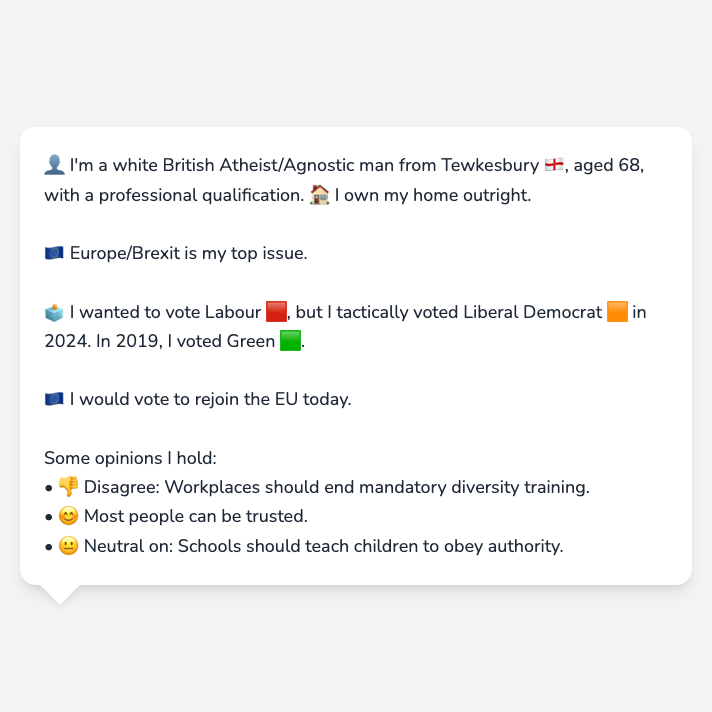 👤 I'm a white British Atheist/Agnostic man from Tewkesbury 🏴󠁧󠁢󠁥󠁮󠁧󠁿, aged 68,
with a professional qualification. 🏠 I own my home outright.
🇪🇺 Europe/Brexit is my top issue.
🗳️ I wanted to vote Labour 🟥, but I tactically voted Liberal Democrat 🟧 in
2024. In 2019, I voted Green 🟩.
🇪🇺 I would vote to rejoin the EU today.
Some opinions I hold:
• 👎 Disagree: Workplaces should end mandatory diversity training.
• 😊 Most people can be trusted.
• 😐 Neutral on: Schools should teach children to obey authority.